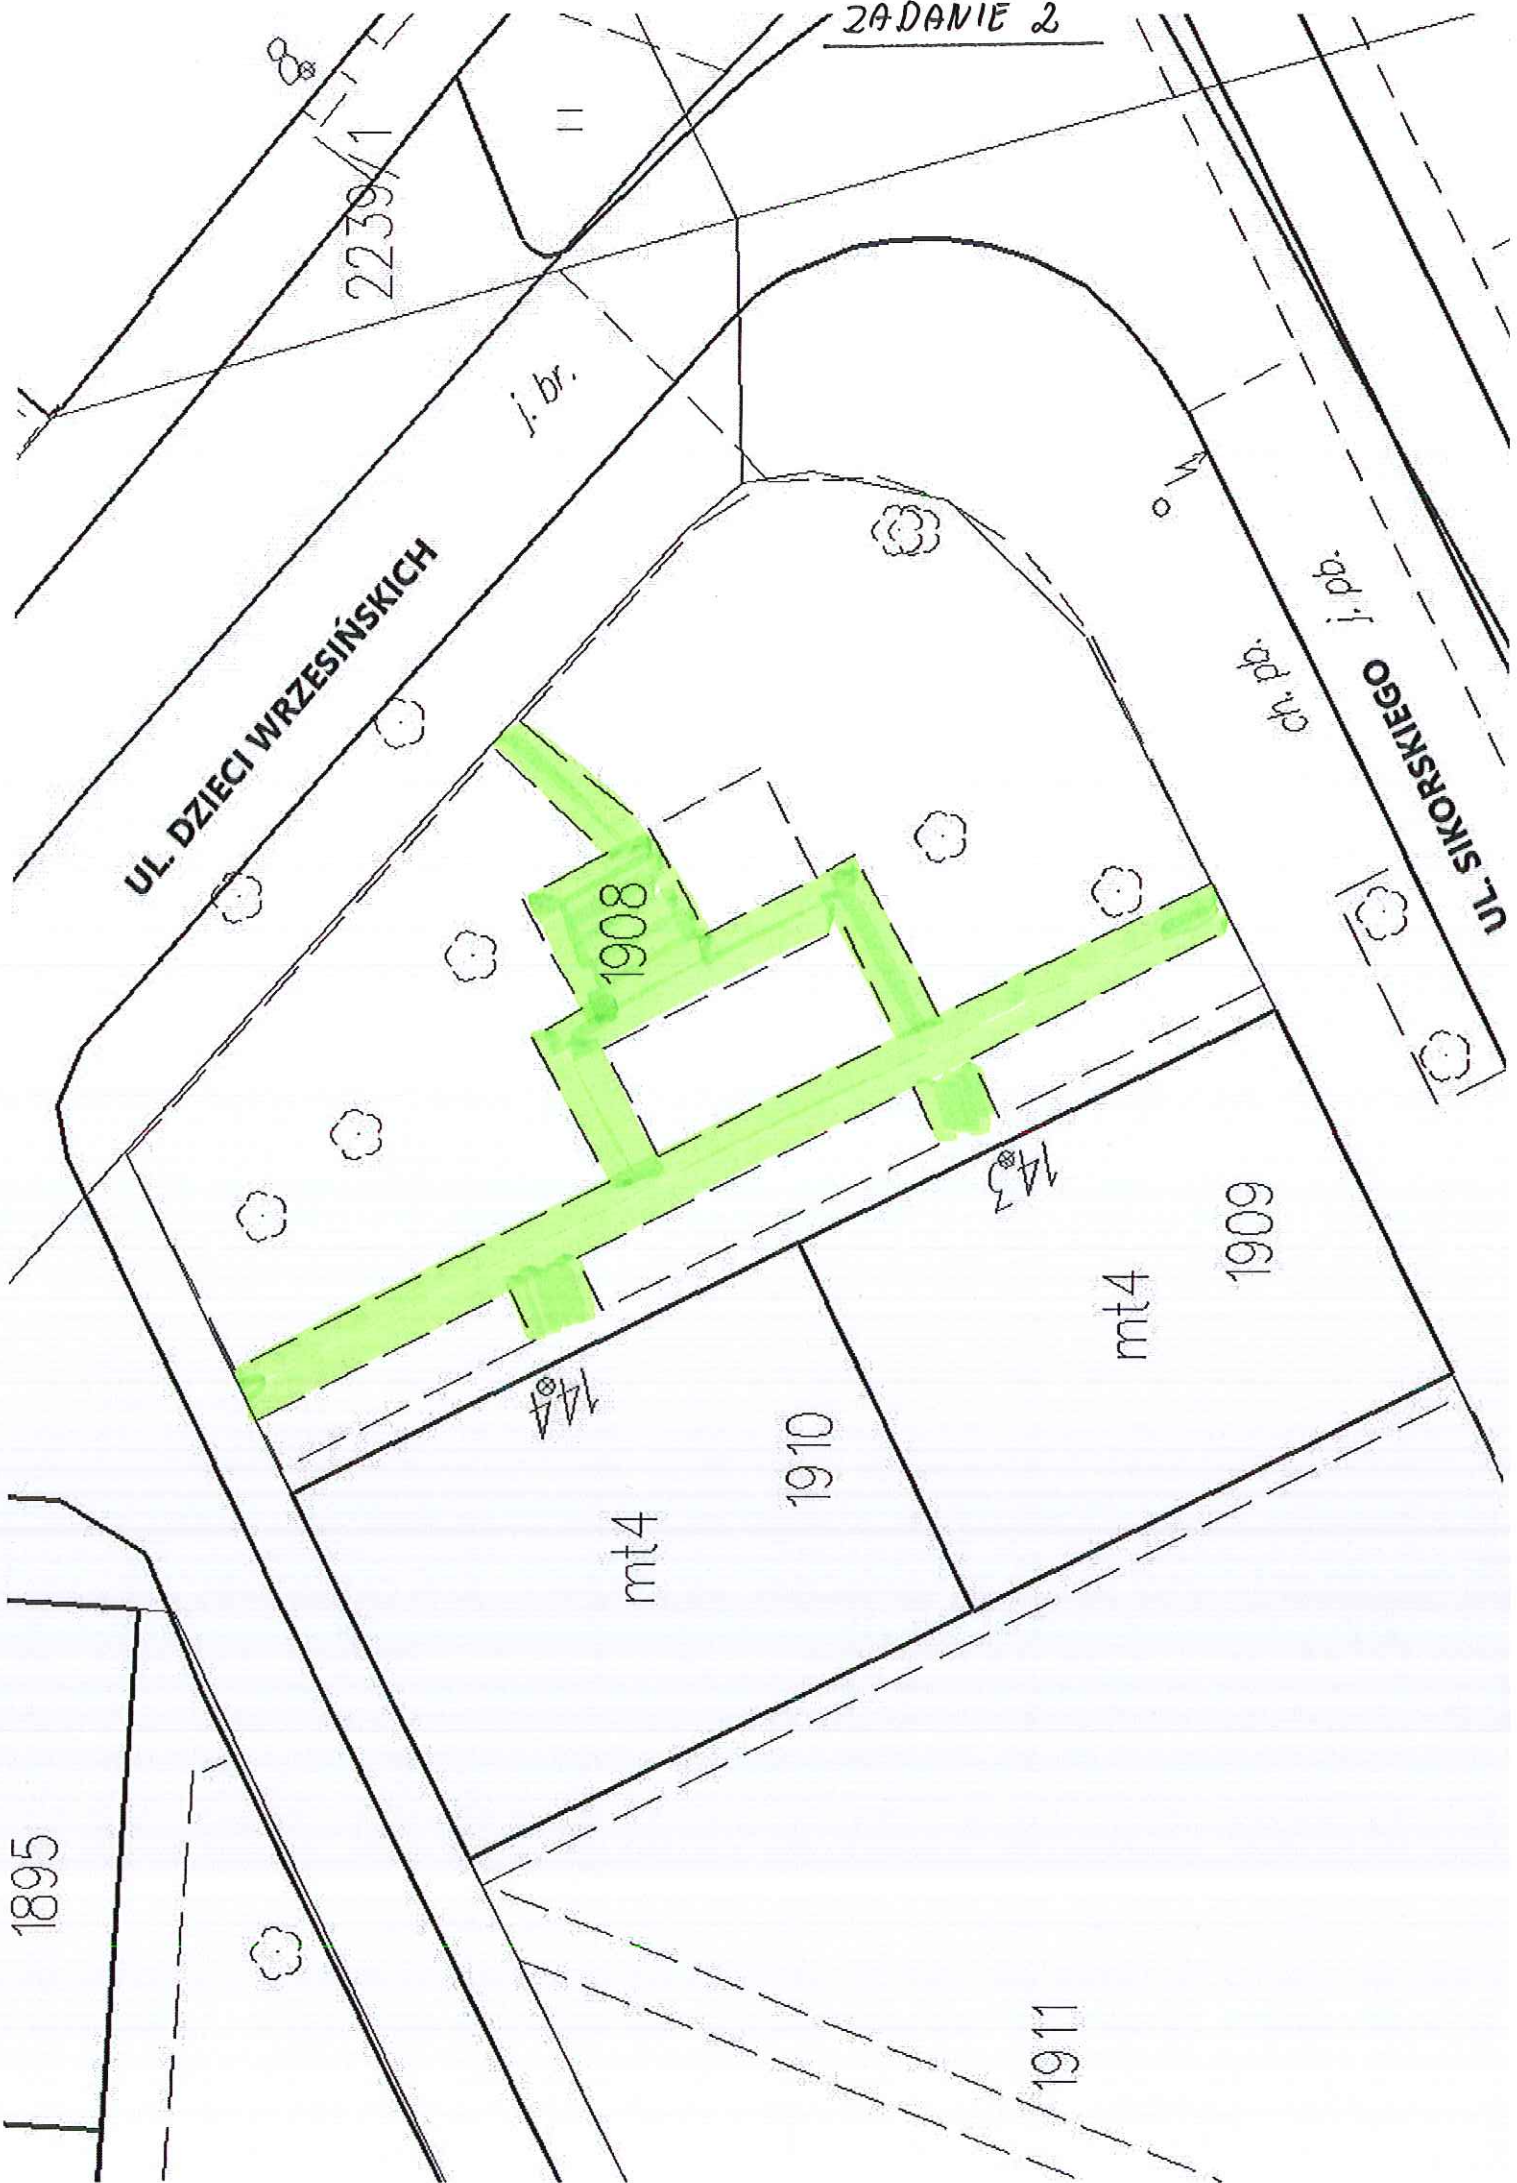 ZADANIE 2
8
2239/1
j. br.
UL. DZIECI WRZESIŃSKICH
j. pb.
ch. pb.
UL. SIKORSKIEGO
1908
143
1909
mt4
144
1910
mt4
1895
1911